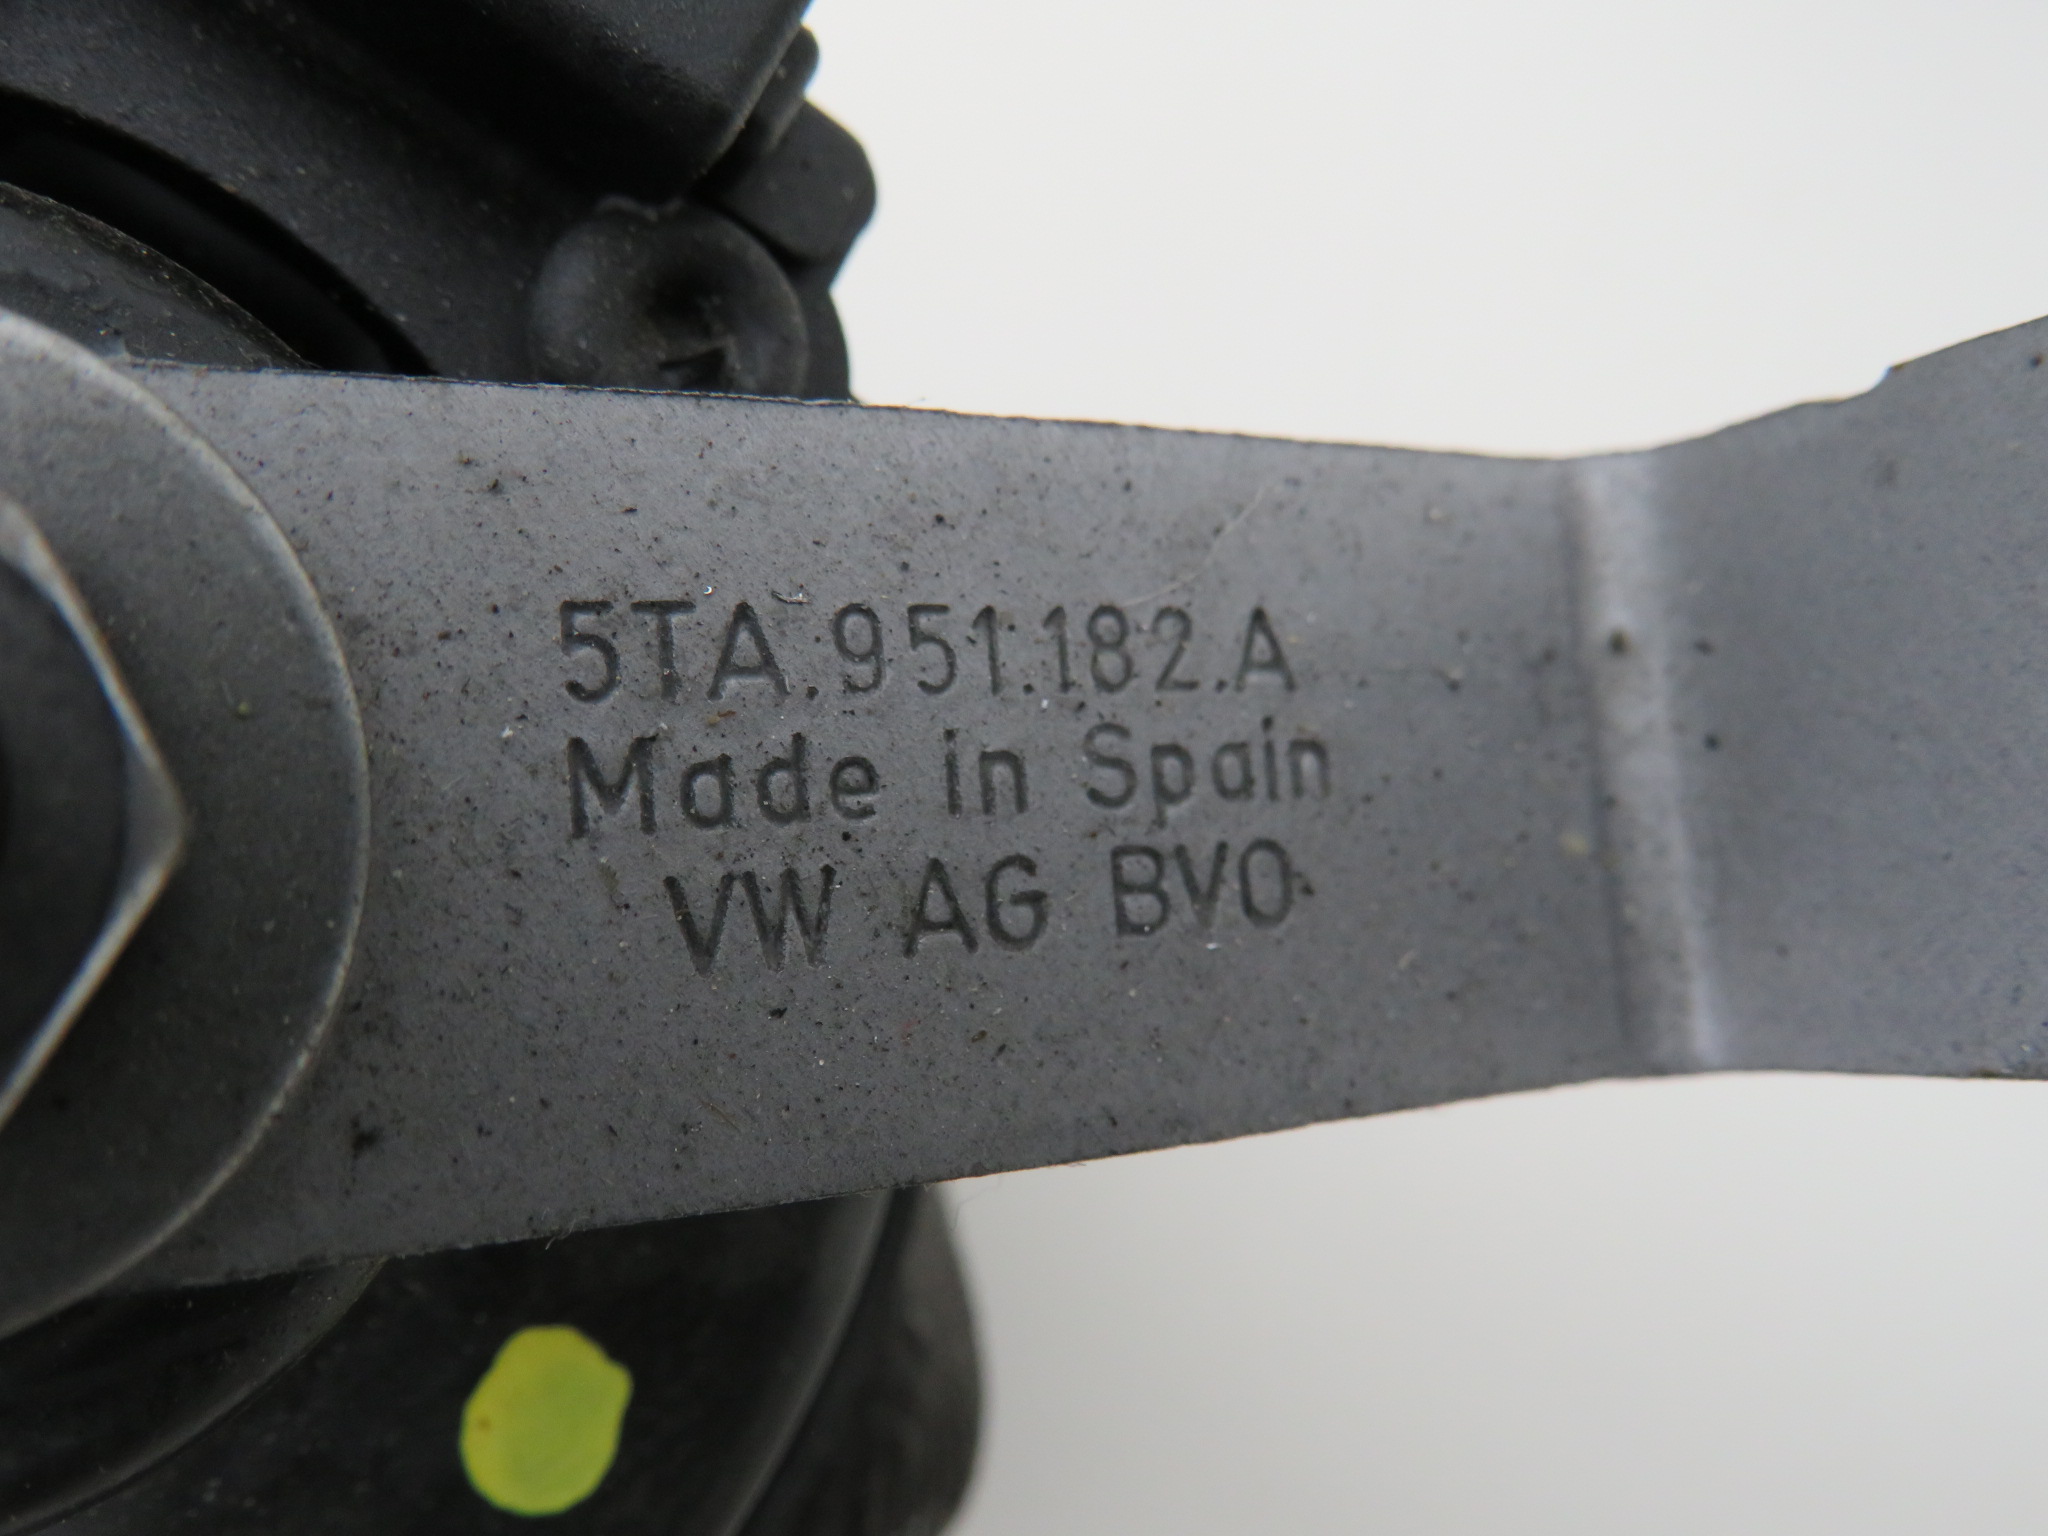 5TA.951.182.A
Made in Spain
VW AG BVO